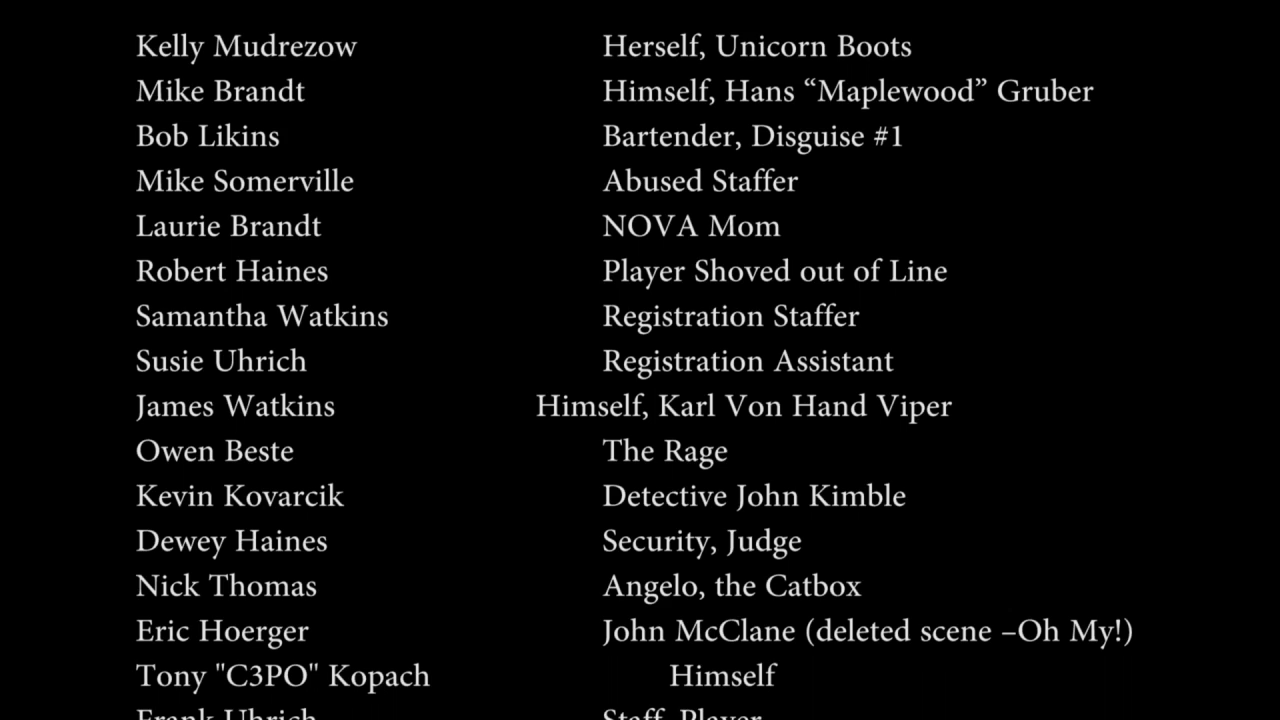 Kelly Mudrezow Herself, Unicorn Boots
Mike Brandt Himself, Hans “Maplewood” Gruber
Bob Likins Bartender, Disguise #1
Mike Somerville Abused Staffer
Laurie Brandt NOVA Mom
Robert Haines Player Shoved out of Line
Samantha Watkins Registration Staffer
Susie Uhrich Registration Assistant
James Watkins Himself, Karl Von Hand Viper
Owen Beste The Rage
Kevin Kovarcik Detective John Kimble
Dewey Haines Security, Judge
Nick Thomas Angelo, the Catbox
Eric Hoerger John McClane (deleted scene –Oh My!)
Tony "C3PO" Kopach Himself
Frank Uhrich Staff, Player